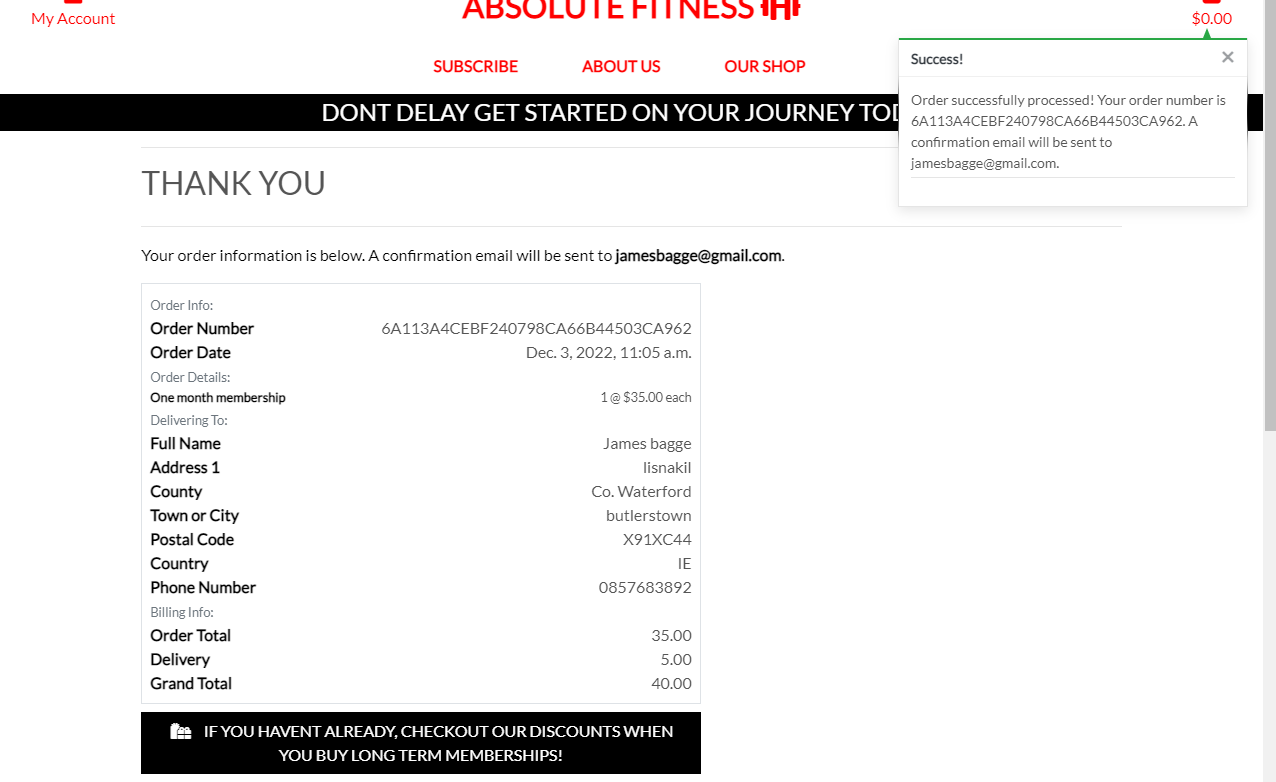 My Account
ABSOLUTE FITNESS
$0.00
SUBSCRIBE
ABOUT US
OUR SHOP
Success!
×
Order successfully processed! Your order number is
6A113A4CEBF240798CA66B44503CA962. A
confirmation email will be sent to
jamesbagge@gmail.com.
DONT DELAY GET STARTED ON YOUR JOURNEY
THANK YOU
Your order information is below. A confirmation email will be sent to jamesbagge@gmail.com.
Order Info:
Order Number 6A113A4CEBF240798CA66B44503CA962
Order Date Dec. 3, 2022, 11:05 a.m.
Order Details:
One month membership 1 @ $35.00 each
Delivering To:
Full Name James bagge
Address 1 lisnakil
County Co. Waterford
Town or City butlerstown
Postal Code X91XC44
Country IE
Phone Number 0857683892
Billing Info:
Order Total 35.00
Delivery 5.00
Grand Total 40.00
IF YOU HAVENT ALREADY, CHECKOUT OUR DISCOUNTS WHEN
YOU BUY LONG TERM MEMBERSHIPS!